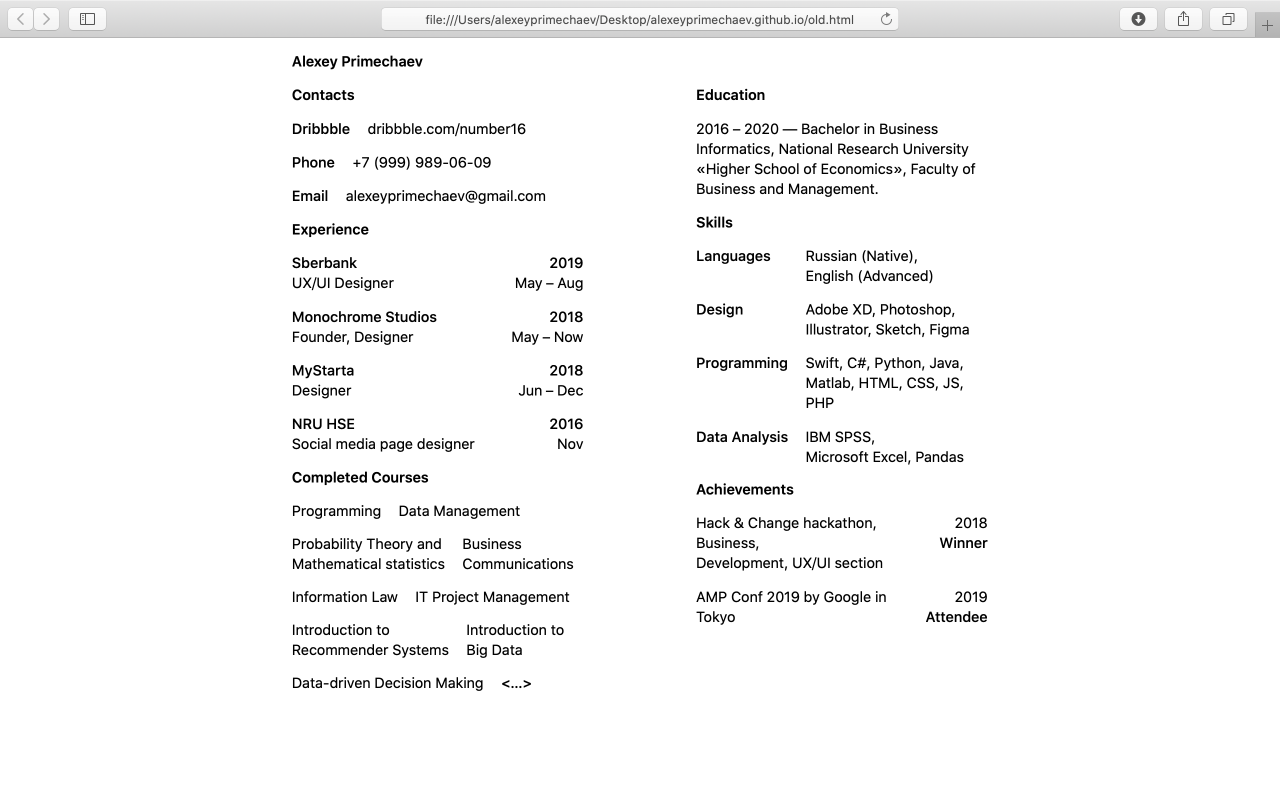 file:///Users/alexeyprimechaev/Desktop/alexeyprimechaev.github.io/old.html
Alexey Primechaev
Contacts
Dribbble dribbble.com/number16
Phone +7 (999) 989-06-09
Email alexeyprimechaev@gmail.com
Experience
Sberbank 2019
UX/UI Designer May – Aug
Monochrome Studios 2018
Founder, Designer May – Now
MyStarta 2018
Designer Jun – Dec
NRU HSE 2016
Social media page designer Nov
Completed Courses
Programming Data Management
Probability Theory and Business
Mathematical statistics Communications
Information Law IT Project Management
Introduction to Introduction to
Recommender Systems Big Data
Data-driven Decision Making <...>
Education
2016 – 2020 — Bachelor in Business
Informatics, National Research University
«Higher School of Economics», Faculty of
Business and Management.
Skills
Languages Russian (Native),
English (Advanced)
Design Adobe XD, Photoshop,
Illustrator, Sketch, Figma
Programming Swift, C#, Python, Java,
Matlab, HTML, CSS, JS,
PHP
Data Analysis IBM SPSS,
Microsoft Excel, Pandas
Achievements
Hack & Change hackathon, 2018
Business, Winner
Development, UX/UI section
AMP Conf 2019 by Google in 2019
Tokyo Attendee